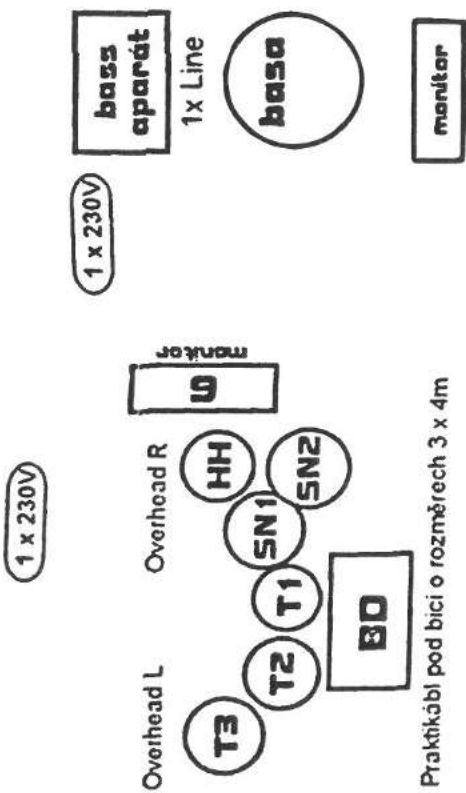 1 x 230V
1 x 230V
bass
aparát
Overhead L
Overhead R
monitor
1x Line
T3
HH
basa
T2
T1
SN1
SN2
BD
Praktikábl pod bicí o rozměrech 3 x 4m
monitor